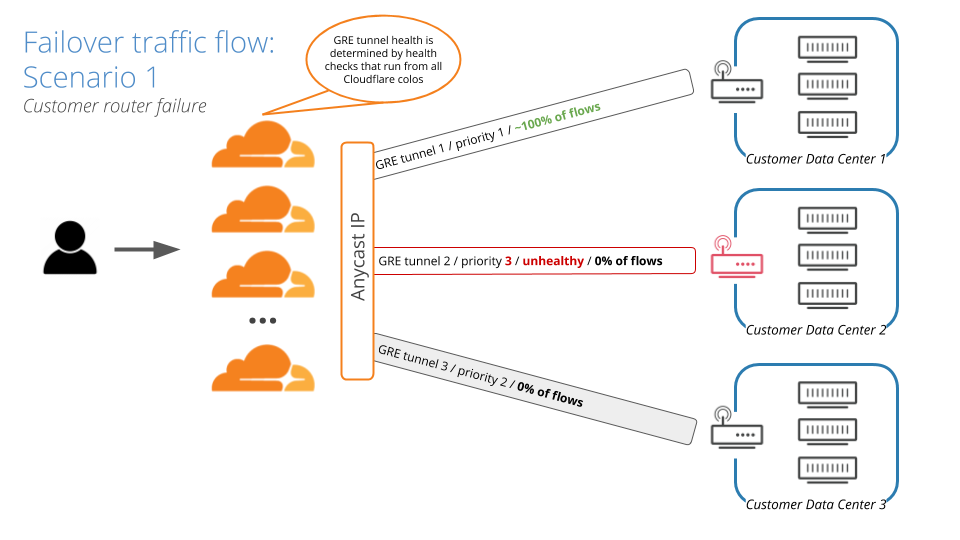 Failover traffic flow:
Scenario 1
Customer router failure
GRE tunnel health is
determined by health
checks that run from all
Cloudflare colos
Anycast IP
GRE tunnel 1 / priority 1 / ~100% of flows
Customer Data Center 1
GRE tunnel 2 / priority 3 / unhealthy / 0% of flows
Customer Data Center 2
GRE tunnel 3 / priority 2 / 0% of flows
Customer Data Center 3